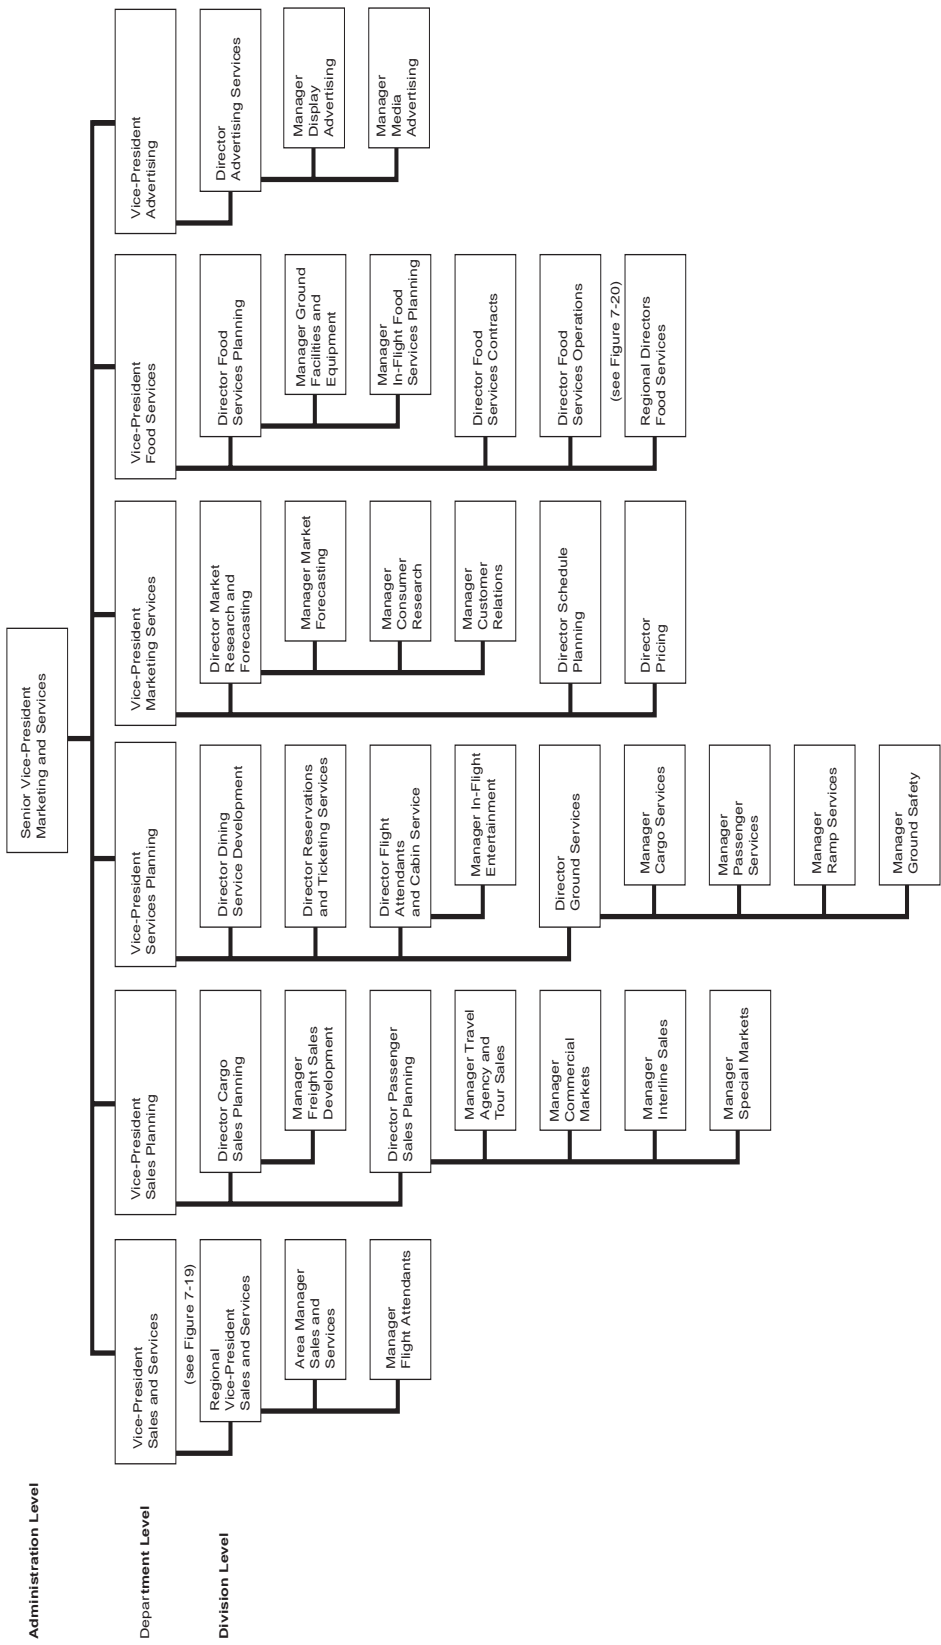 Administration Level
Senior Vice-President
Marketing and Services
Department Level
Vice-President
Sales and Services
Vice-President
Sales Planning
Vice-President
Services Planning
Vice-President
Marketing Services
Vice-President
Food Services
Vice-President
Advertising
Division Level
(see Figure 7-19)
Regional
Vice-President
Sales and Services
Area Manager
Sales and
Services
Manager
Flight Attendants
Director Cargo
Sales Planning
Manager
Freight Sales
Development
Director Passenger
Sales Planning
Manager Travel
Agency and
Tour Sales
Manager
Commercial
Markets
Manager
Interline Sales
Manager
Special Markets
Director Dining
Service Development
Director Reservations
and Ticketing Services
Director Flight
Attendants
and Cabin Service
Manager In-Flight
Entertainment
Director
Ground Services
Manager
Cargo Services
Manager
Passenger
Services
Manager
Ramp Services
Manager
Ground Safety
Director Market
Research and
Forecasting
Manager Market
Forecasting
Manager
Consumer
Research
Manager
Customer
Relations
Director Schedule
Planning
Director
Pricing
Director Food
Services Planning
Manager Ground
Facilities and
Equipment
Manager
In-Flight Food
Services Planning
Director Food
Services Contracts
Director Food
Services Operations
(see Figure 7-20)
Regional Directors
Food Services
Director
Advertising Services
Manager
Display
Advertising
Manager
Media
Advertising